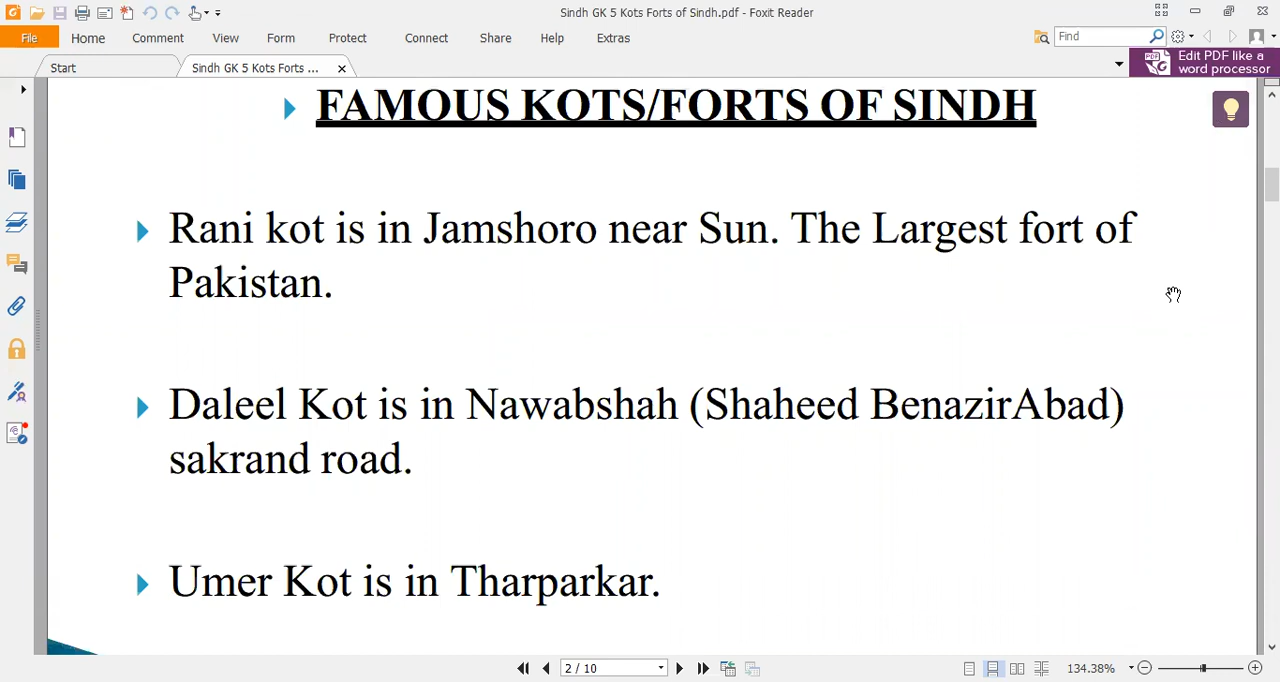 Sindh GK 5 Kots Forts of Sindh.pdf - Foxit Reader
File Home Comment View Form Protect Connect Share Help Extras Find
Start Sindh GK 5 Kots Forts ... Edit PDF like a
word processor
FAMOUS KOTS/FORTS OF SINDH
Rani kot is in Jamshoro near Sun. The Largest fort of
Pakistan.
Daleel Kot is in Nawabshah (Shaheed BenazirAbad)
sakrand road.
Umer Kot is in Tharparkar.
2 / 10 134.38%